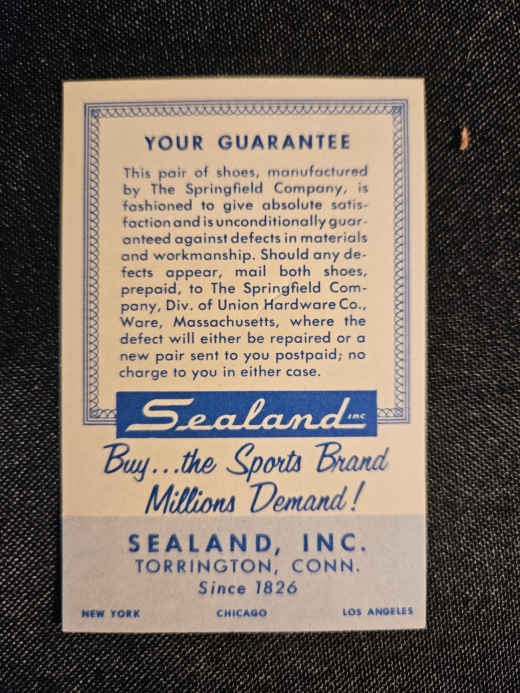 YOUR GUARANTEE
This pair of shoes, manufactured
by The Springfield Company, is
fashioned to give absolute satis-
faction and is unconditionally guar-
anteed against defects in materials
and workmanship. Should any de-
fects appear, mail both shoes,
prepaid, to The Springfield Com-
pany, Div. of Union Hardware Co.,
Ware, Massachusetts, where the
defect will either be repaired or a
new pair sent to you postpaid; no
charge to you in either case.
Sealand INC
Buy...the Sports Brand
Millions Demand!
SEALAND, INC.
TORRINGTON, CONN.
Since 1826
NEW YORK CHICAGO LOS ANGELES